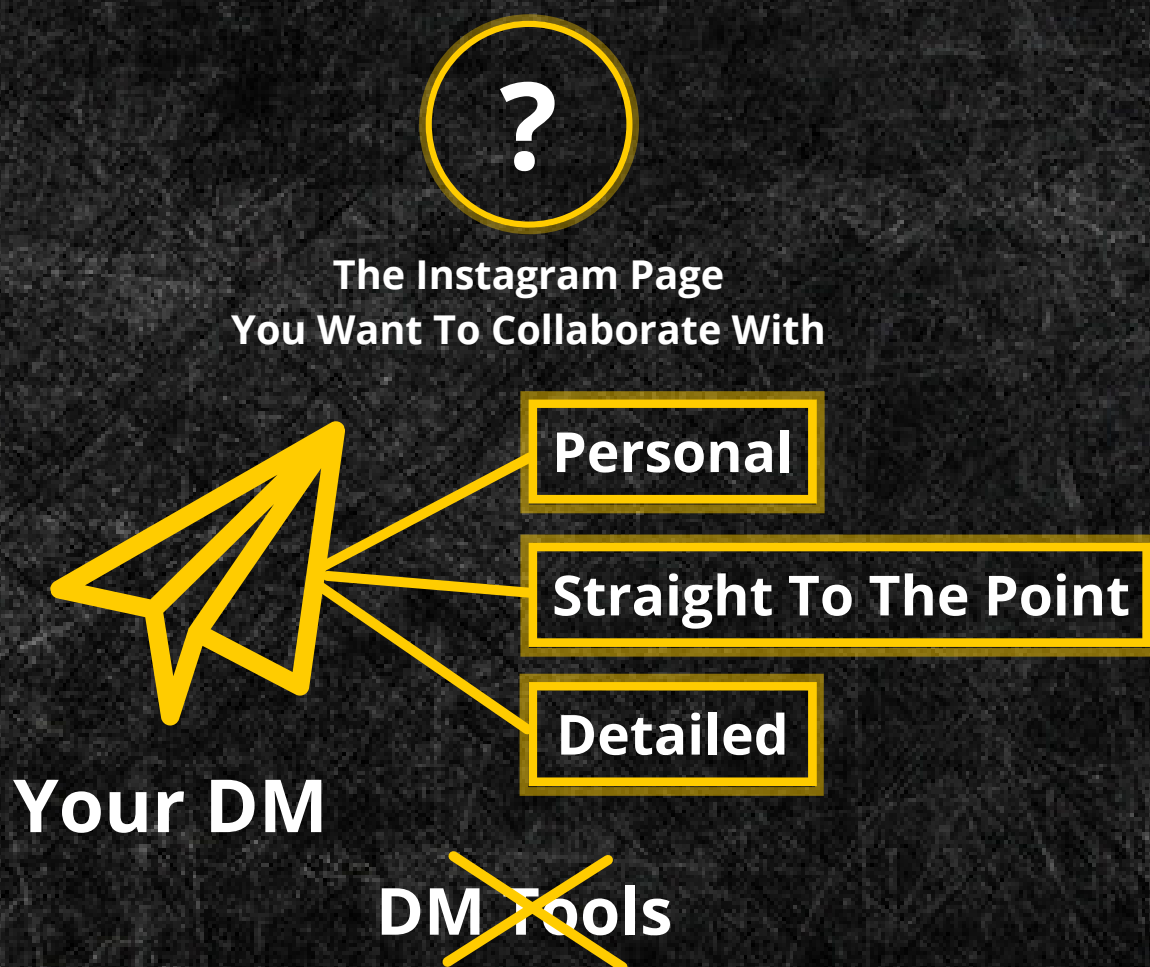 ?
The Instagram Page
You Want To Collaborate With
Personal
Straight To The Point
Detailed
Your DM
DM Tools